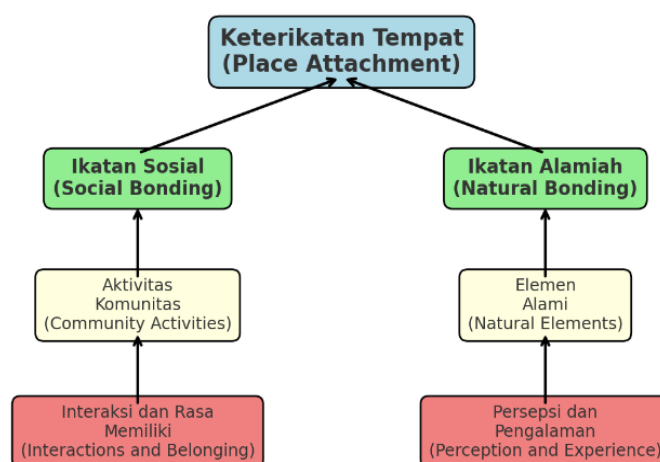 Keterikatan Tempat
(Place Attachment)
Ikatan Sosial
(Social Bonding)
Ikatan Alamiah
(Natural Bonding)
Aktivitas
Komunitas
(Community Activities)
Elemen
Alami
(Natural Elements)
Interaksi dan Rasa
Memiliki
(Interactions and Belonging)
Persepsi dan
Pengalaman
(Perception and Experience)